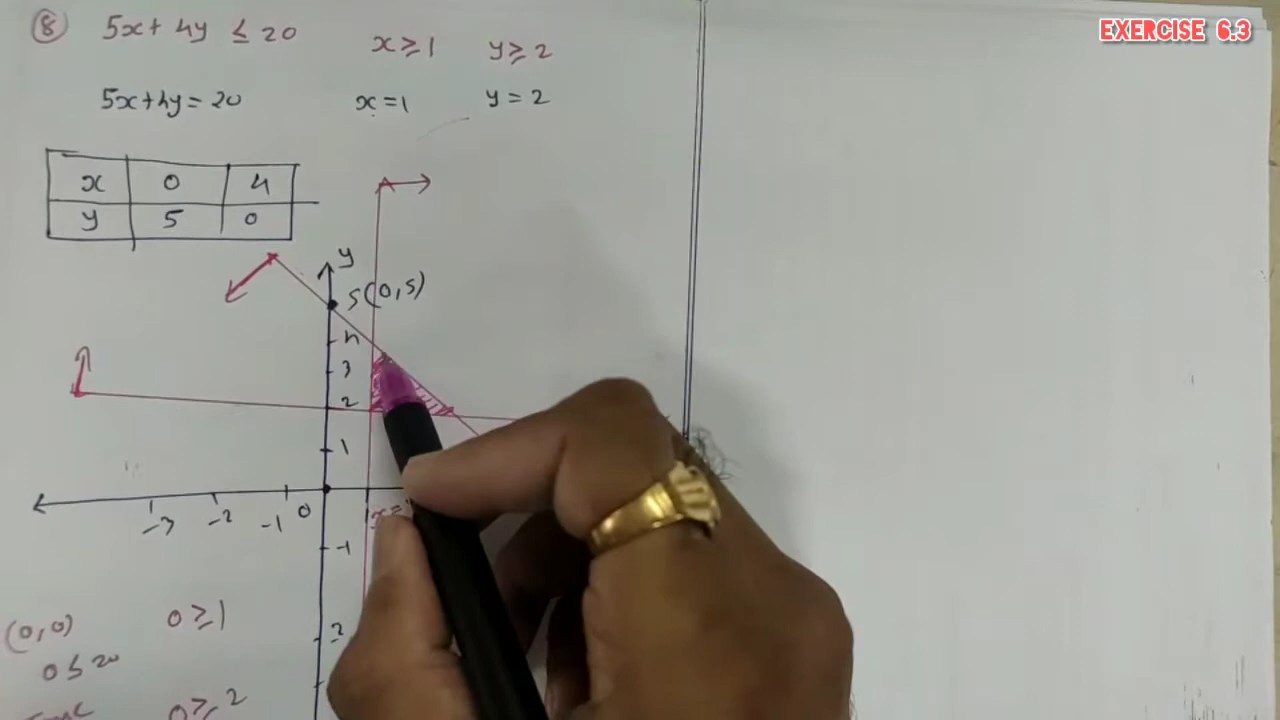 EXERCISE 6.3
⑧ 5x + 4y ≤ 20 x ≥ 1 y ≥ 2
5x + 4y = 20 x = 1 y = 2
x 0 4
y 5 0
y
5 (0,5)
4
3
2
1
-3 -2 -1 0 x=
-1
(0,0) 0 ≥ 1
0 ≤ 20
0 ≥ 2